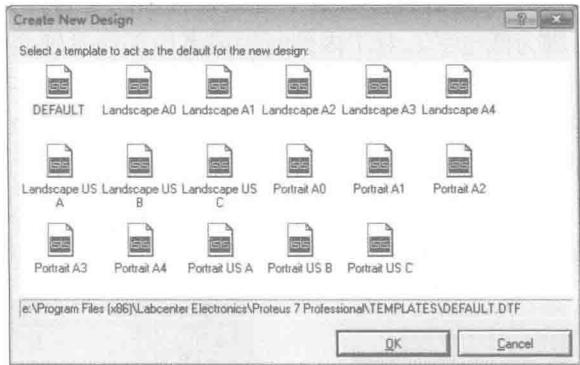 Create New Design
Select a template to act as the default for the new design:
DEFAULT Landscape A0 Landscape A1 Landscape A2 Landscape A3 Landscape A4
Landscape US A Landscape US B Landscape US C Portrait A0 Portrait A1 Portrait A2
Portrait A3 Portrait A4 Portrait US A Portrait US B Portrait US C
e:\Program Files (x86)\Labcenter Electronics\Proteus 7 Professional\TEMPLATES\DEFAULT.DTF
OK Cancel